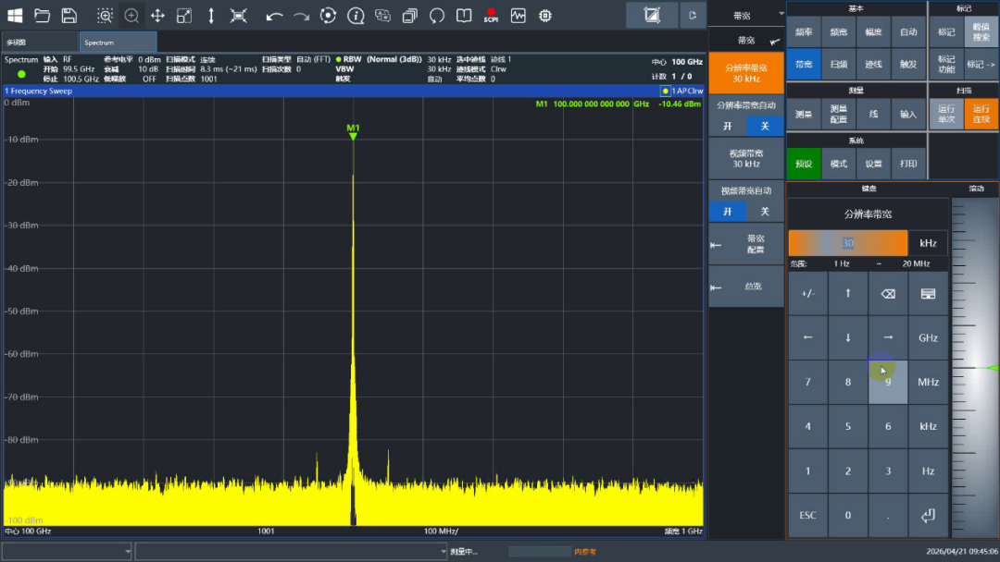 SCPI
多视图
Spectrum
Spectrum 输入 RF 参考电平 0 dBm 扫描模式 连续 扫描类型 自动 (FFT) RBW (Normal (3dB)) 30 kHz 选中迹线 迹线 1
开始 99.5 GHz 衰减 10 dB 扫描时间 8.3 ms (~21 ms) 扫描次数 0 VBW 30 kHz 迹线模式 Clrw
停止 100.5 GHz 低噪放 OFF 扫描点数 1001 触发 自动 平均点数 0
中心 100 GHz
计数 1 / 0
1 Frequency Sweep
1 AP Clrw
0 dBm
M1 100.000 000 000 000 GHz -10.46 dBm
M1
-10 dBm
-20 dBm
-30 dBm
-40 dBm
-50 dBm
-60 dBm
-70 dBm
-80 dBm
-100 dBm
中心 100 GHz
1001
100 MHz/
频宽 1 GHz
测量中...
内参考
2026/04/21 09:45:06
带宽
带宽
分辨率带宽
30 kHz
分辨率带宽自动
开 关
视频带宽
30 kHz
视频带宽自动
开 关
带宽
配置
总览
基本
频率 频宽 幅度 自动
带宽 扫频 迹线 触发
标记
标记 峰值搜索
标记功能 标记 ->
测量
测量 测量配置 线 输入
扫描
运行单次 运行连续
系统
预设 模式 设置 打印
键盘
滚动
分辨率带宽
30 kHz
范围: 1 Hz ~ 20 MHz
+/- ↑ ⌫
← ↓ → GHz
7 8 9 MHz
4 5 6 kHz
1 2 3 Hz
ESC 0 .